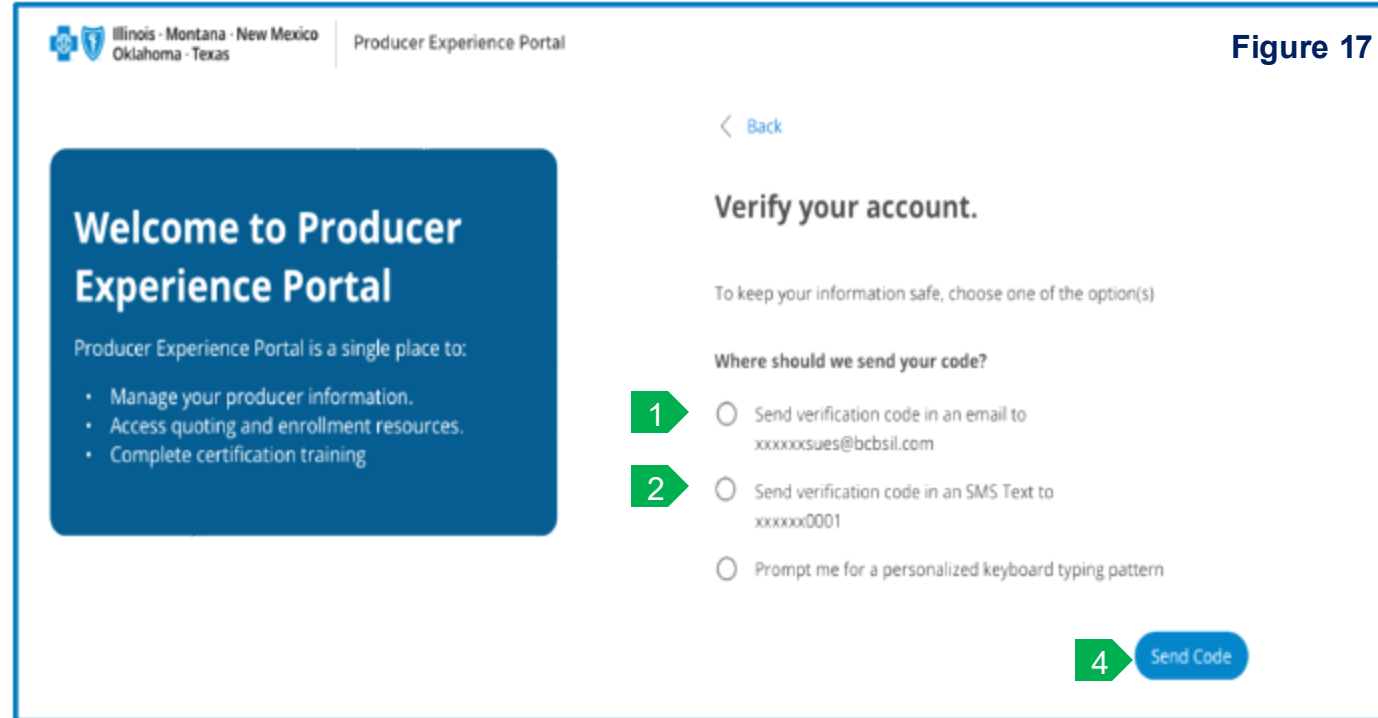 Illinois · Montana · New Mexico
Oklahoma · Texas
Producer Experience Portal
Figure 17
Back
Welcome to Producer
Experience Portal
Producer Experience Portal is a single place to:
• Manage your producer information.
• Access quoting and enrollment resources.
• Complete certification training
Verify your account.
To keep your information safe, choose one of the option(s)
Where should we send your code?
1
Send verification code in an email to
xxxxxxsues@bcbsil.com
2
Send verification code in an SMS Text to
xxxxxx0001
Prompt me for a personalized keyboard typing pattern
4
Send Code